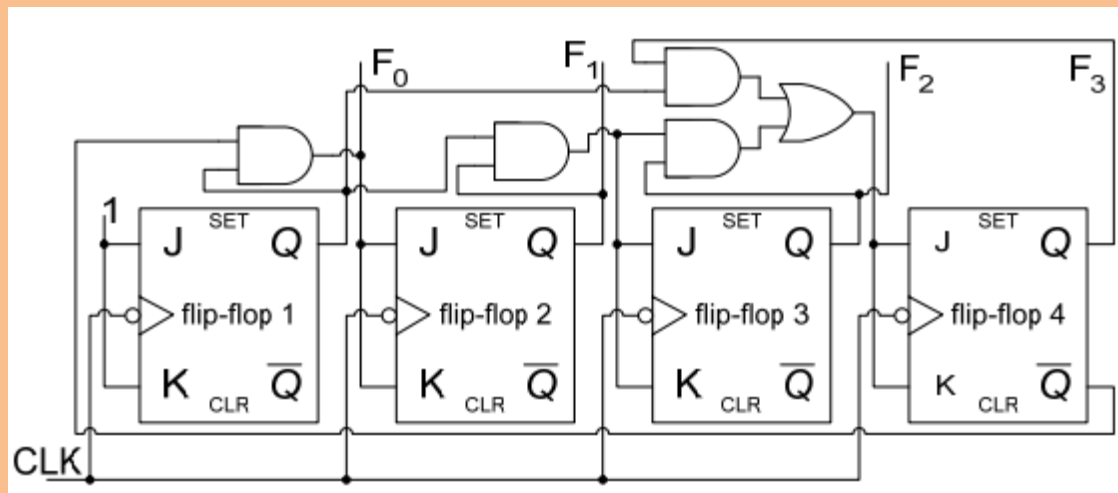 F0 F1 F2 F3
1
SET SET SET SET
J Q J Q J Q J Q
flip-flop 1 flip-flop 2 flip-flop 3 flip-flop 4
K Q̅ K Q̅ K Q̅ K Q̅
CLR CLR CLR CLR
CLK